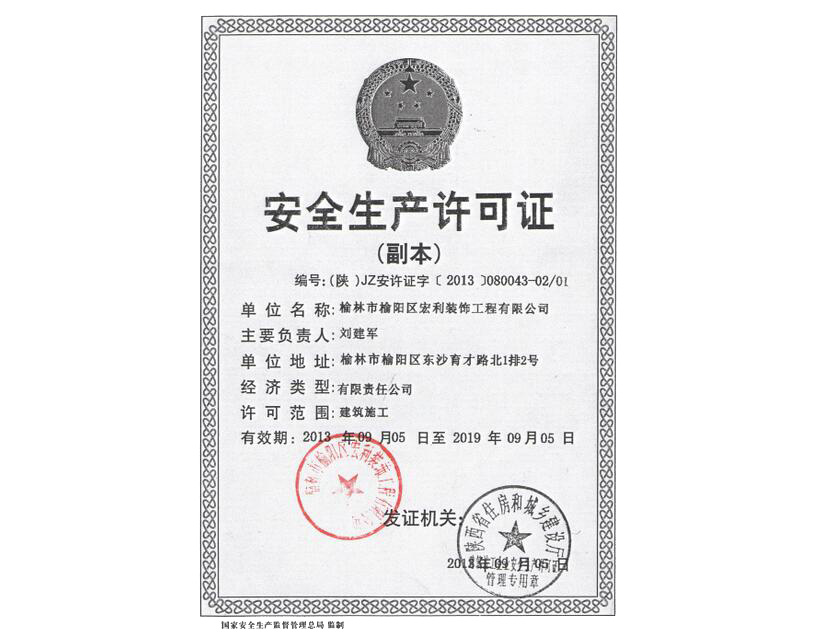 安全生产许可证
(副本)
编号:(陕 )JZ安许证字〔 2013 〕080043-02/01
单 位 名 称: 榆林市榆阳区宏利装饰工程有限公司
主要负责人: 刘建军
单 位 地 址: 榆林市榆阳区东沙育才路北1排2号
经 济 类 型: 有限责任公司
许 可 范 围: 建筑施工
有效期: 2013 年 09 月 05 日至 2019 年 09 月 05 日
榆林市榆阳区宏利装饰工程有限公司
发证机关:
陕西省住房和城乡建设厅
2013 年 09 月 05 日
管理专用章
国家安全生产监督管理总局 监制